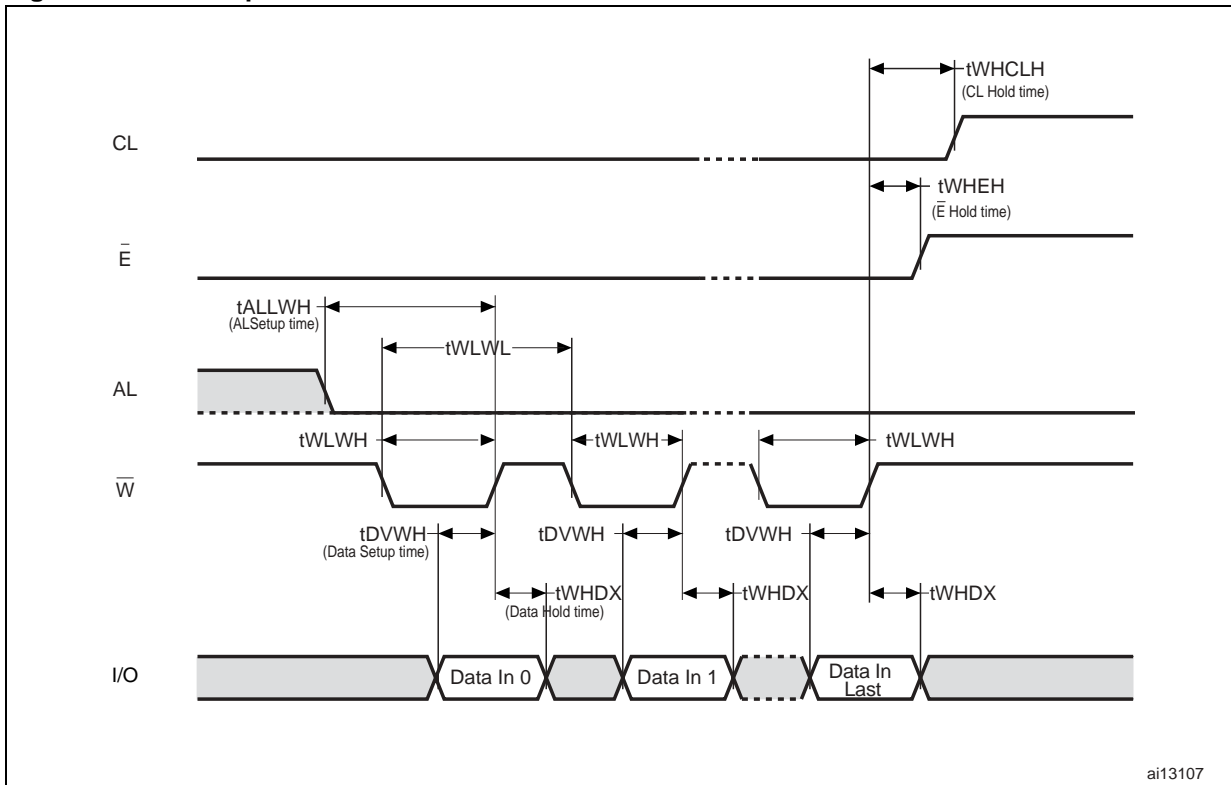 tWHCLH
(CL Hold time)
CL
tWHEH
(E̅ Hold time)
E̅
tALLWH
(ALSetup time)
tWLWL
AL
tWLWH
tWLWH
tWLWH
W̅
tDVWH
(Data Setup time)
tDVWH
tDVWH
tWHDX
(Data Hold time)
tWHDX
tWHDX
I/O
Data In 0
Data In 1
Data In
Last
ai13107